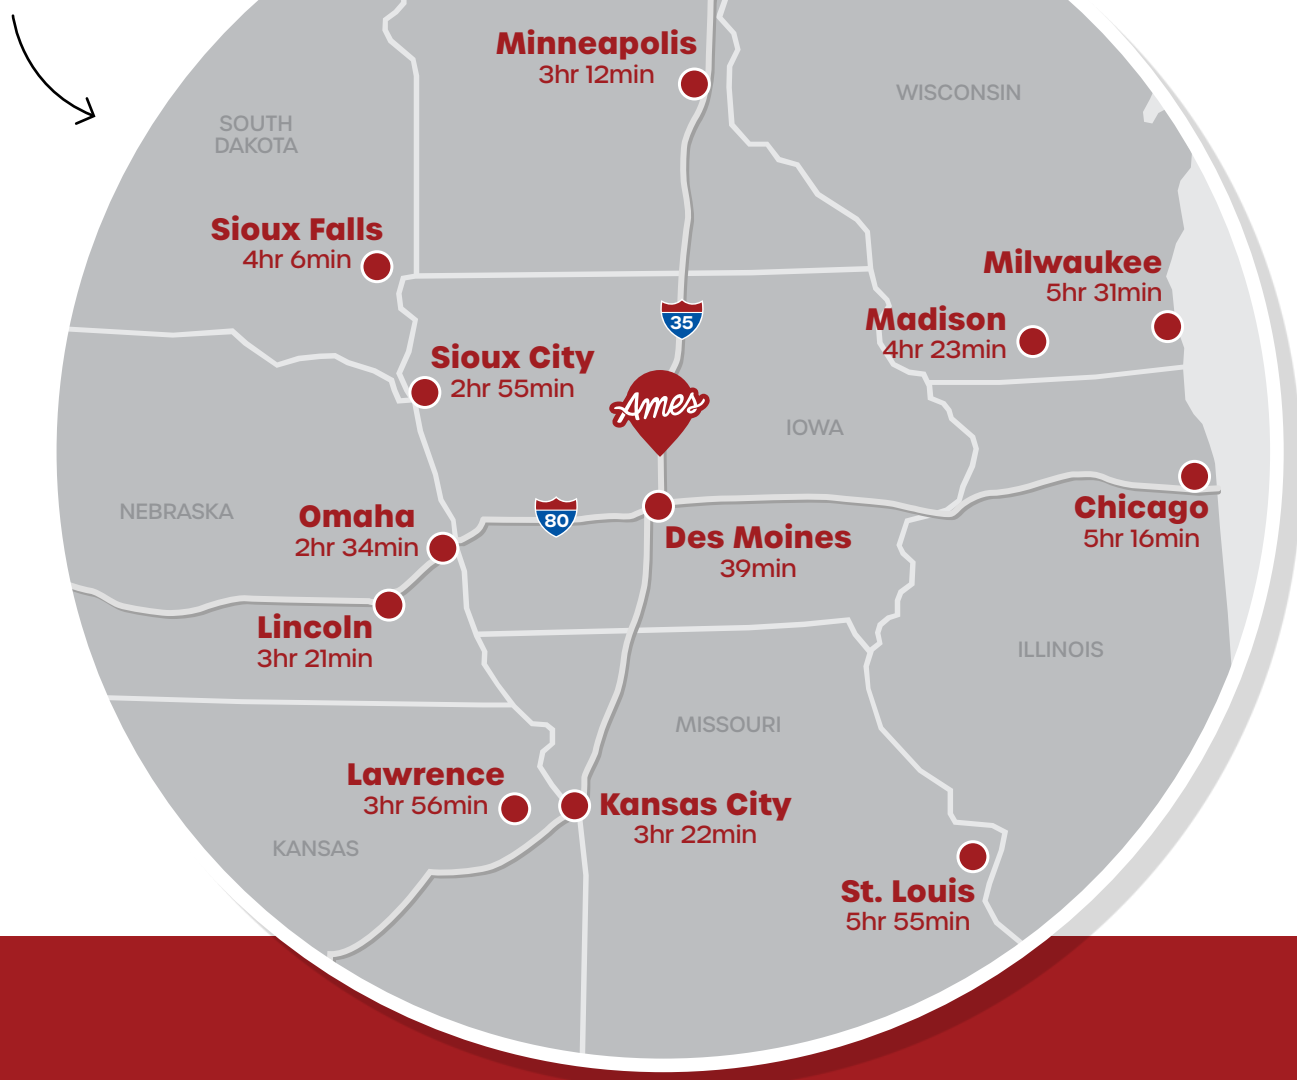 Minneapolis
3hr 12min
WISCONSIN
SOUTH
DAKOTA
Sioux Falls
4hr 6min
Milwaukee
5hr 31min
35
Madison
4hr 23min
Sioux City
2hr 55min
Ames
IOWA
NEBRASKA
Omaha
2hr 34min
80
Des Moines
39min
Chicago
5hr 16min
Lincoln
3hr 21min
ILLINOIS
MISSOURI
Lawrence
3hr 56min
Kansas City
3hr 22min
KANSAS
St. Louis
5hr 55min